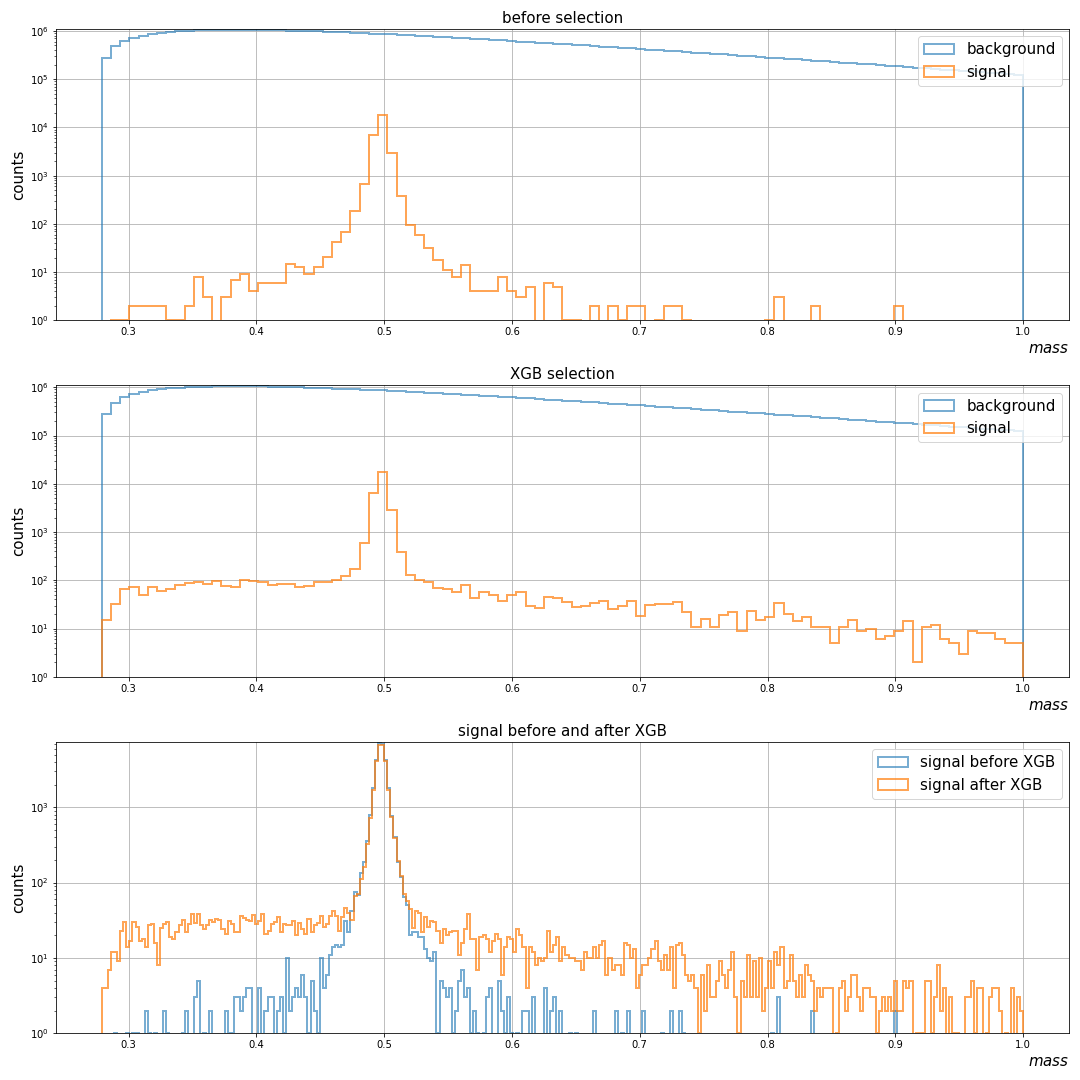 before selection
10⁶
10⁵
10⁴
10³
10²
10¹
10⁰
counts
background
signal
0.3 0.4 0.5 0.6 0.7 0.8 0.9 1.0
mass
XGB selection
10⁶
10⁵
10⁴
10³
10²
10¹
10⁰
counts
background
signal
0.3 0.4 0.5 0.6 0.7 0.8 0.9 1.0
mass
signal before and after XGB
10³
10²
10¹
10⁰
counts
signal before XGB
signal after XGB
0.3 0.4 0.5 0.6 0.7 0.8 0.9 1.0
mass